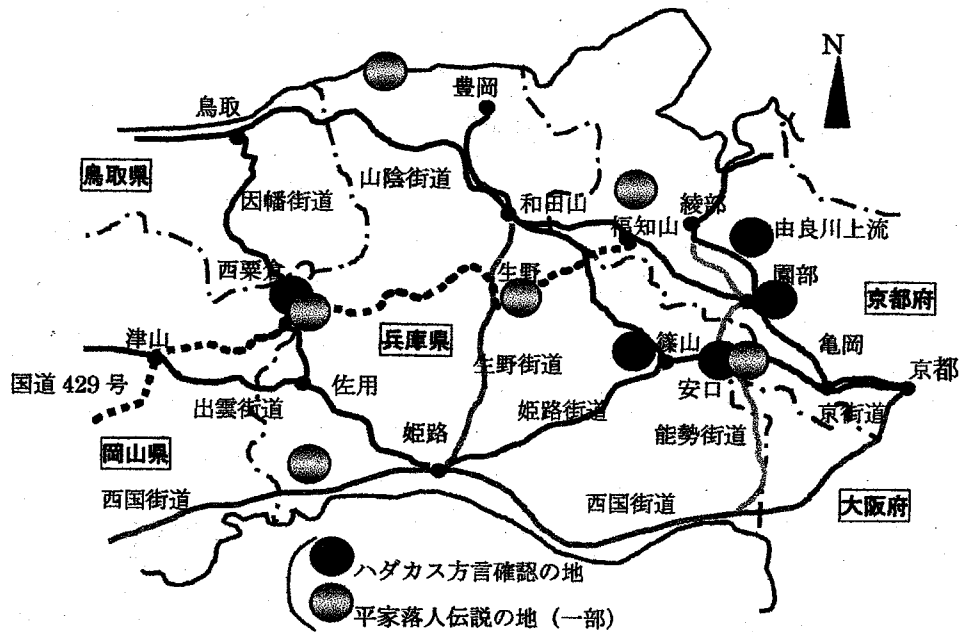 N
豊岡
鳥取
鳥取県
山陰街道
因幡街道
和田山
綾部
福知山
由良川上流
西粟倉
生野
園部
京都府
津山
兵庫県
篠山
亀岡
京都
国道429号
佐用
生野街道
安口
出雲街道
姫路街道
京街道
姫路
能勢街道
岡山県
西国街道
西国街道
大阪府
ハダカス方言確認の地
平家落人伝説の地（一部）